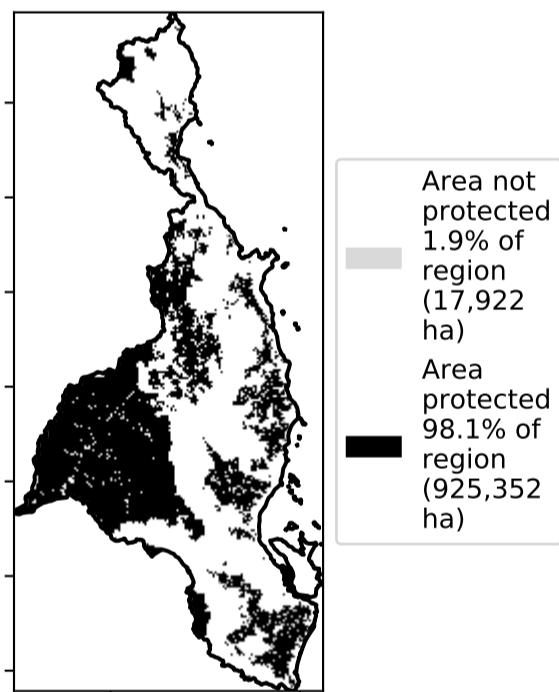 Area not
protected
1.9% of
region
(17,922
ha)
Area
protected
98.1% of
region
(925,352
ha)